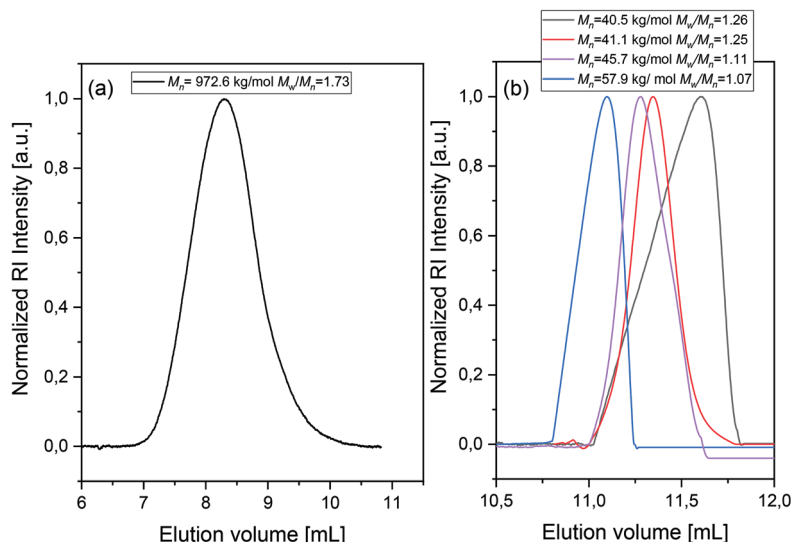 (a)
Mn= 972.6 kg/mol Mw/Mn=1.73
Normalized RI Intensity [a.u.]
1,0
0,8
0,6
0,4
0,2
0,0
6 7 8 9 10 11
Elution volume [mL]
Mn=40.5 kg/mol Mw/Mn=1.26
Mn=41.1 kg/mol Mw/Mn=1.25
Mn=45.7 kg/mol Mw/Mn=1.11
Mn=57.9 kg/ mol Mw/Mn=1.07
(b)
Normalized RI Intensity [a.u.]
1,0
0,8
0,6
0,4
0,2
0,0
10,5 11,0 11,5 12,0
Elution volume [mL]